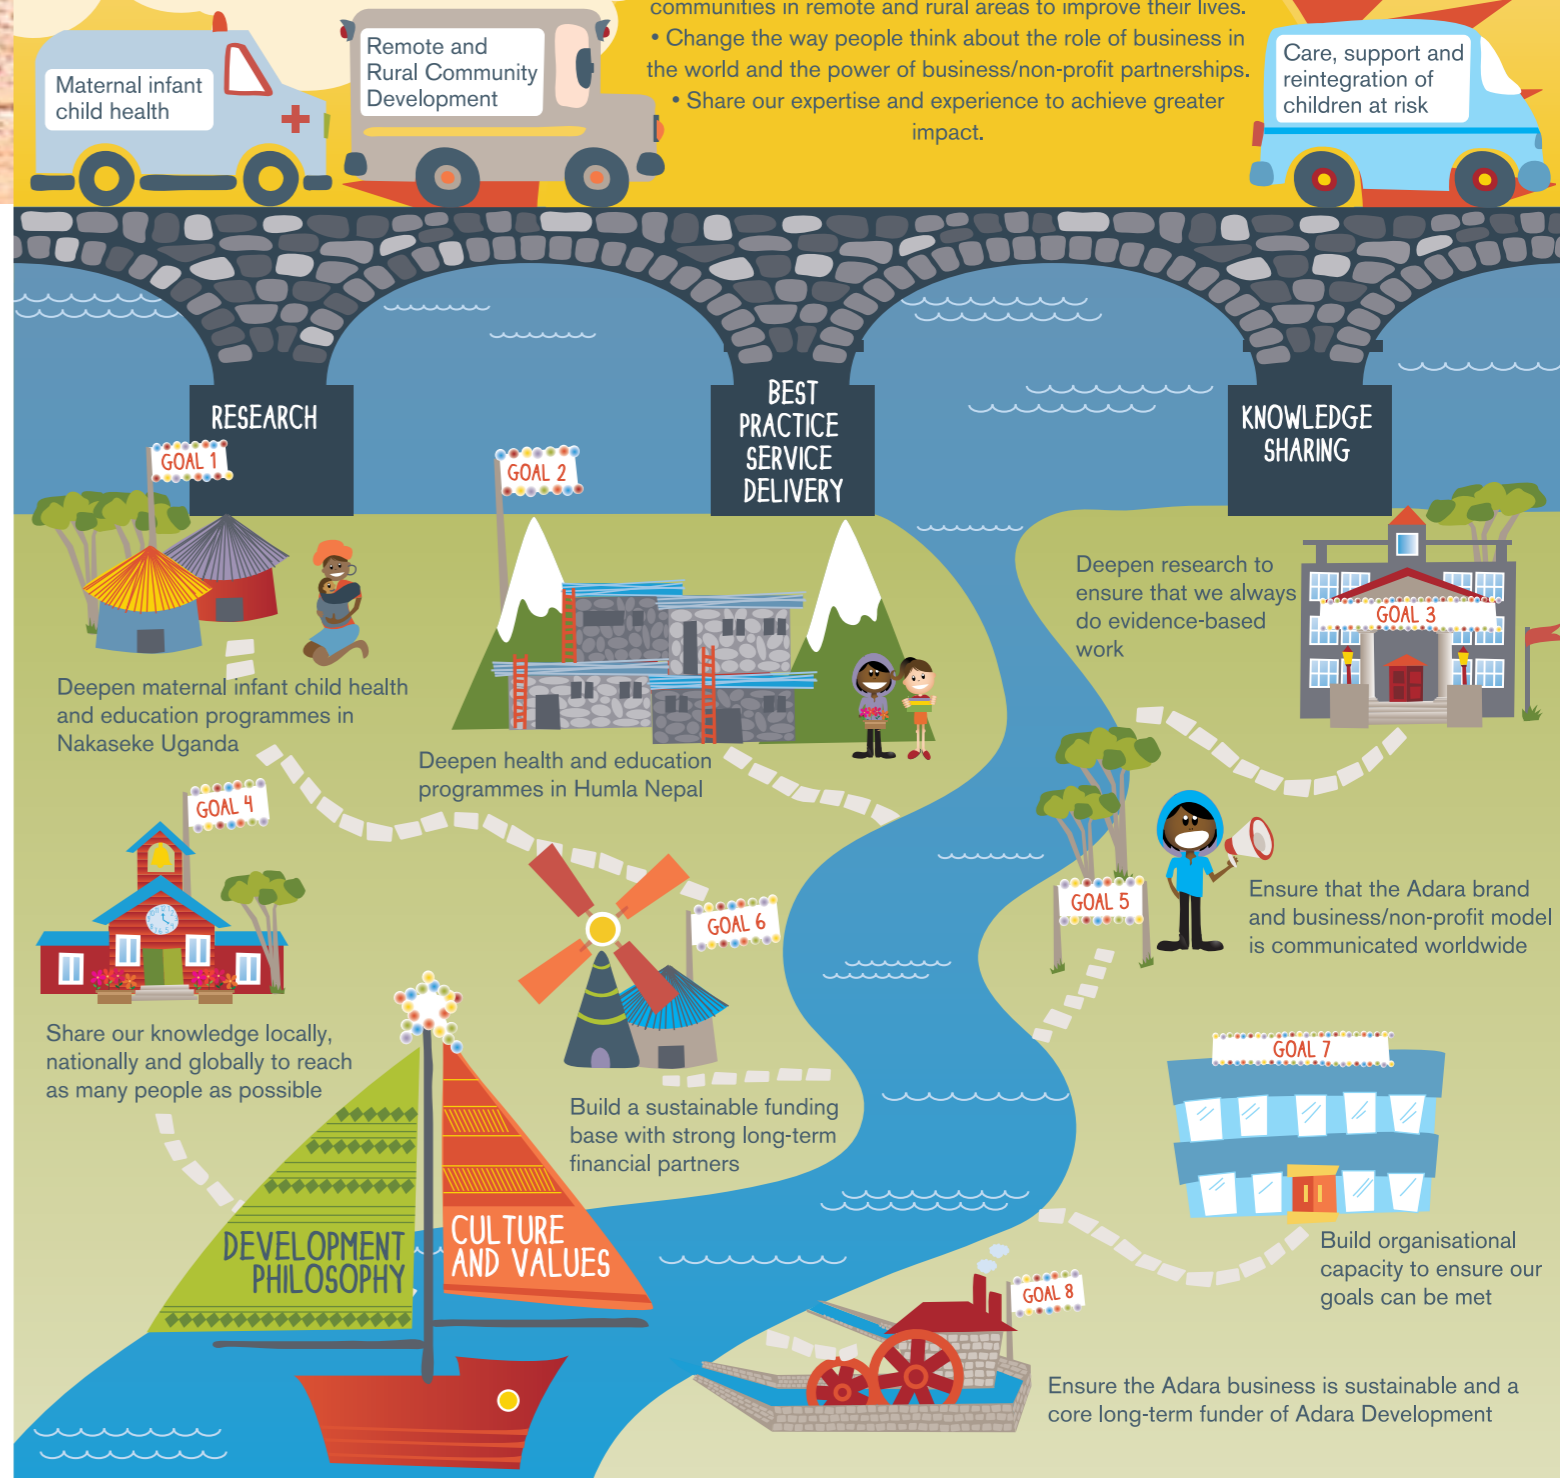 communities in remote and rural areas to improve their lives.
• Change the way people think about the role of business in
the world and the power of business/non-profit partnerships.
• Share our expertise and experience to achieve greater
impact.
Maternal infant
child health
Remote and
Rural Community
Development
Care, support and
reintegration of
children at risk
RESEARCH
BEST
PRACTICE
SERVICE
DELIVERY
KNOWLEDGE
SHARING
GOAL 1
Deepen maternal infant child health
and education programmes in
Nakaseke Uganda
GOAL 2
Deepen health and education
programmes in Humla Nepal
GOAL 3
Deepen research to
ensure that we always
do evidence-based
work
GOAL 4
Share our knowledge locally,
nationally and globally to reach
as many people as possible
GOAL 5
Ensure that the Adara brand
and business/non-profit model
is communicated worldwide
GOAL 6
Build a sustainable funding
base with strong long-term
financial partners
GOAL 7
Build organisational
capacity to ensure our
goals can be met
GOAL 8
Ensure the Adara business is sustainable and a
core long-term funder of Adara Development
DEVELOPMENT
PHILOSOPHY
CULTURE
AND VALUES